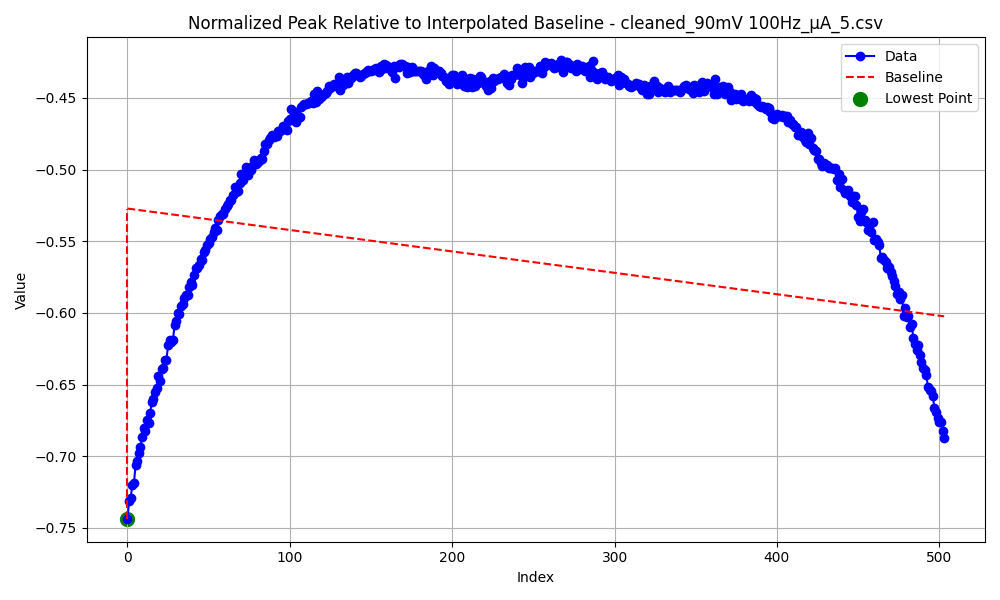 Normalized Peak Relative to Interpolated Baseline - cleaned_90mV 100Hz_μA_5.csv
Data
Baseline
Lowest Point
Value
−0.45
−0.50
−0.55
−0.60
−0.65
−0.70
−0.75
0 100 200 300 400 500
Index